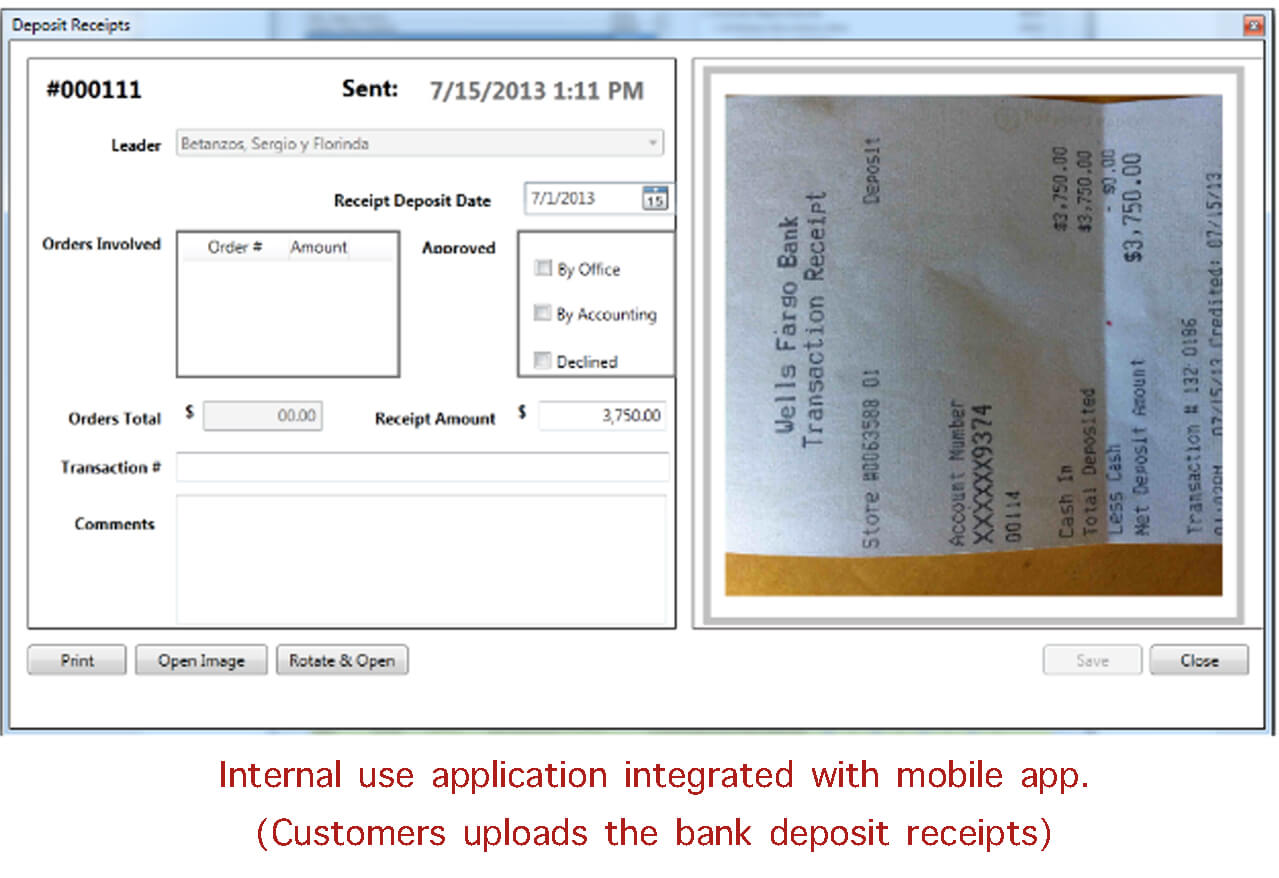 Deposit Receipts
#000111 Sent: 7/15/2013 1:11 PM
Leader Betanzos, Sergio y Florinda
Receipt Deposit Date 7/1/2013 15
Orders Involved Order # Amount
Approved
By Office
By Accounting
Declined
Orders Total $ 00.00 Receipt Amount $ 3,750.00
Transaction #
Comments
Wells Fargo Bank
Transaction Receipt
Store #0063588 01 Deposit
Account Number
XXXXXX9374
00114
Cash In $3,750.00
Total Deposited $3,750.00
Less Cash - $0.00
Net Deposit Amount $3,750.00
Transaction # 132 0186
07/15/13 Credited: 07/15/13
Print Open Image Rotate & Open Save Close
Internal use application integrated with mobile app.
(Customers uploads the bank deposit receipts)